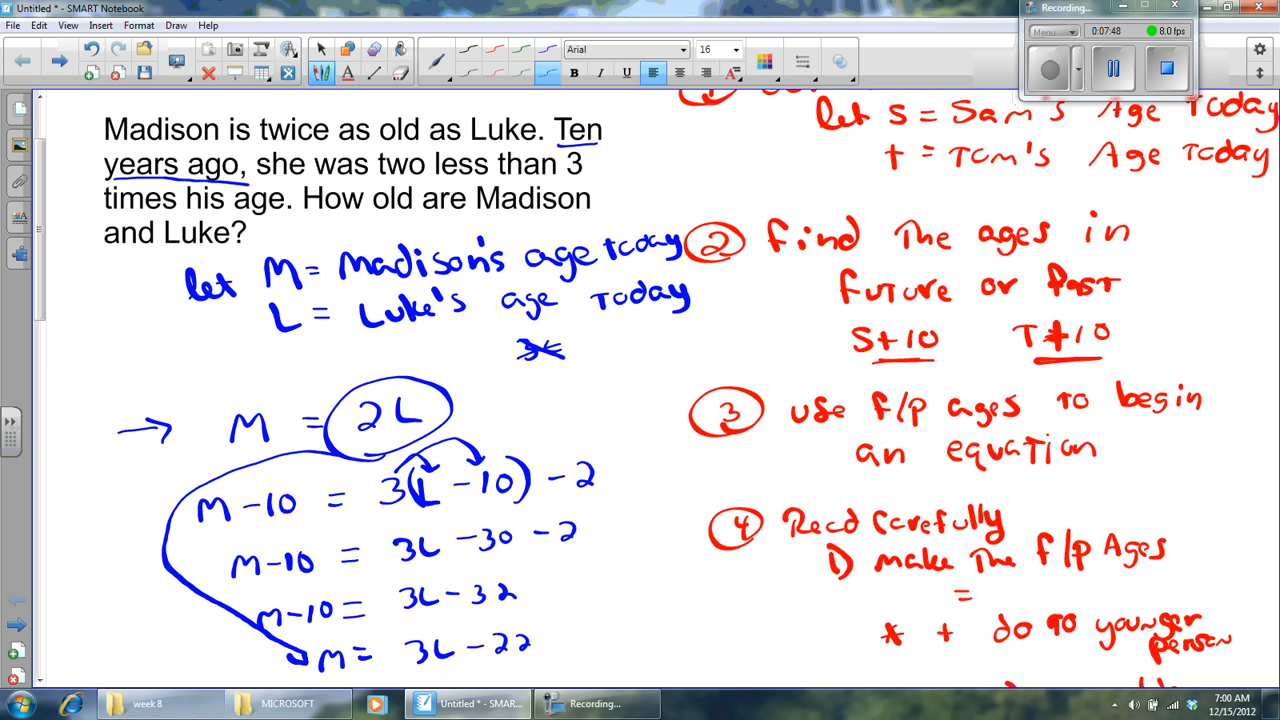 Untitled * - SMART Notebook
Recording...
File Edit View Insert Format Draw Help
Menu
0:07:48
8.0 fps
Arial
16
B I U
Madison is twice as old as Luke. Ten
years ago, she was two less than 3
times his age. How old are Madison
and Luke?
let M = Madison's age today
L = Luke's age today
→ M = 2L
M - 10 = 3(L - 10) - 2
M - 10 = 3L - 30 - 2
M - 10 = 3L - 32
M = 3L - 22
1
let S = Sam's Age Today
T = Tom's Age Today
2 find The ages in
future or Past
S + 10 T + 10
3 use f/p ages to begin
an equation
4 Read Carefully
1) make The f/p Ages
=
* + do to younger
person
week 8
MICROSOFT
Untitled * - SMART...
Recording...
7:00 AM
12/15/2012